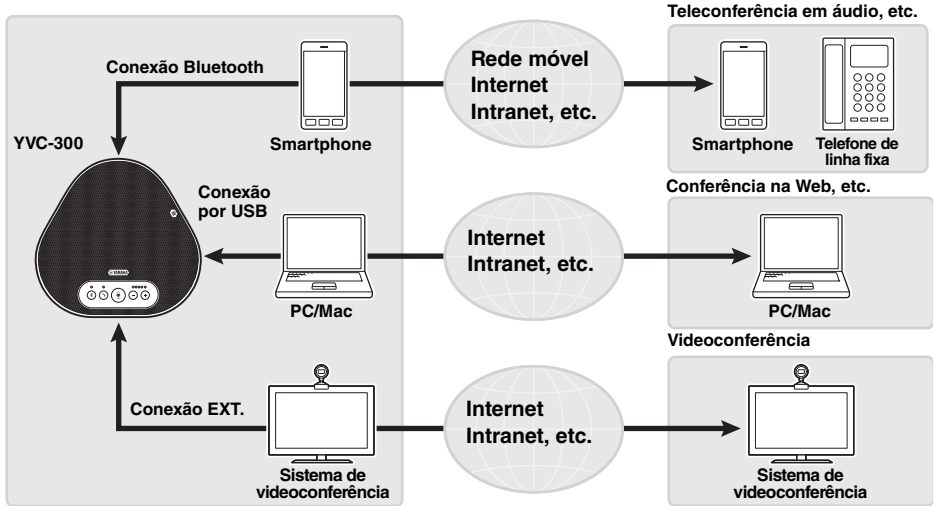 Teleconferência em áudio, etc.
Conexão Bluetooth
Rede móvel
Internet
Intranet, etc.
YVC-300
Smartphone
Smartphone
Telefone de
linha fixa
Conexão
por USB
Conferência na Web, etc.
Internet
Intranet, etc.
YAMAHA
PC/Mac
PC/Mac
Videoconferência
Conexão EXT.
Internet
Intranet, etc.
Sistema de
videoconferência
Sistema de
videoconferência